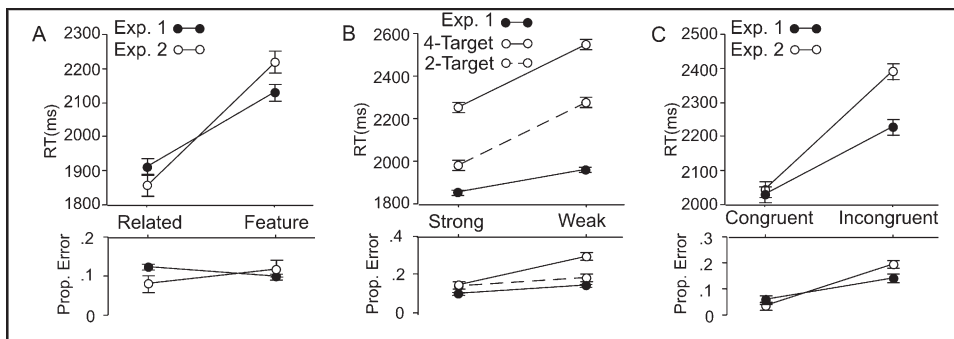 A
Exp. 1
Exp. 2
2300
2200
2100
2000
1900
1800
RT(ms)
Related
Feature
.2
.1
0
Prop. Error
B
Exp. 1
4-Target
2-Target
2600
2400
2200
2000
1800
RT(ms)
Strong
Weak
.4
.2
0
Prop. Error
C
Exp. 1
Exp. 2
2500
2400
2300
2200
2100
2000
RT(ms)
Congruent
Incongruent
.3
.2
.1
0
Prop. Error